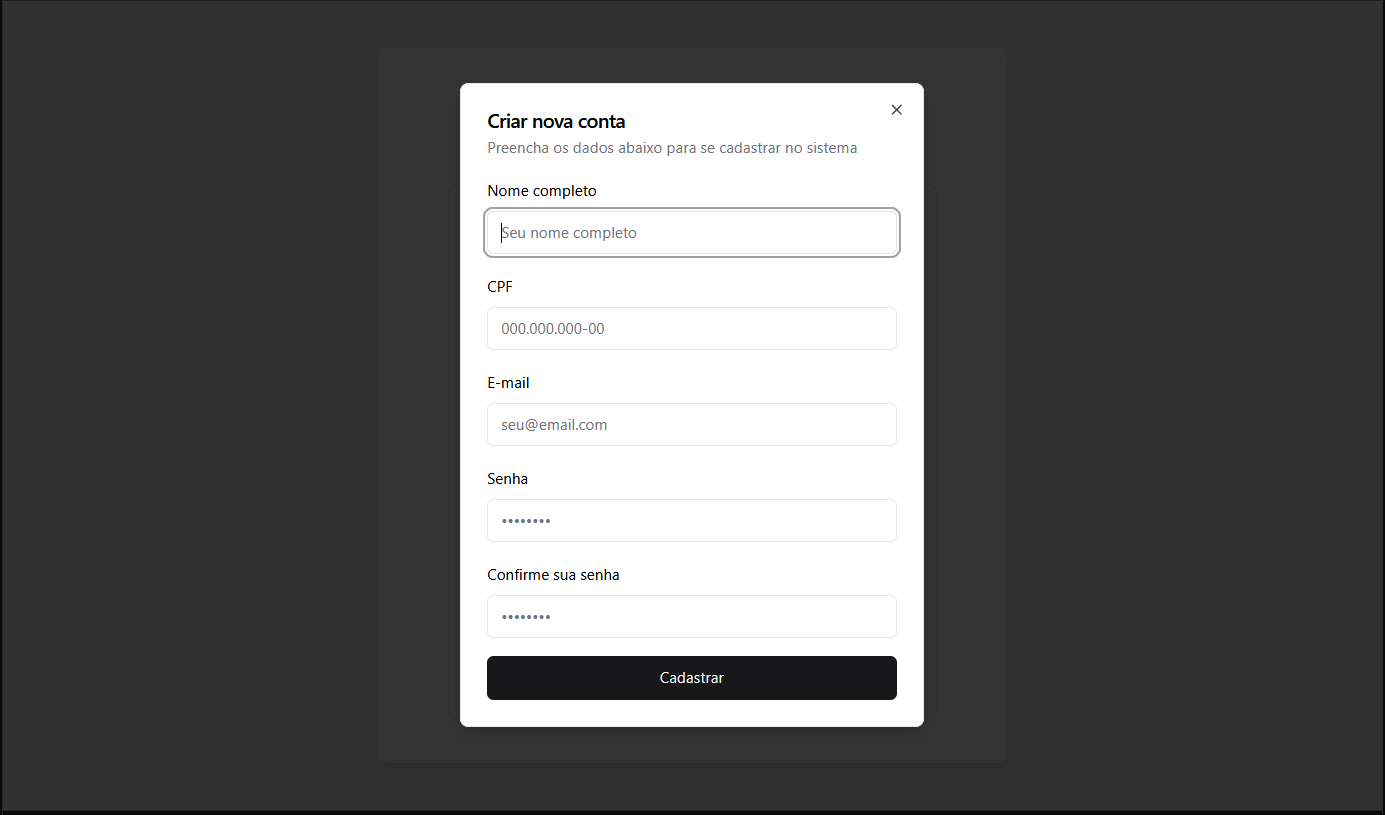 Criar nova conta
Preencha os dados abaixo para se cadastrar no sistema
Nome completo
Seu nome completo
CPF
000.000.000-00
E-mail
seu@email.com
Senha
••••••••
Confirme sua senha
••••••••
Cadastrar